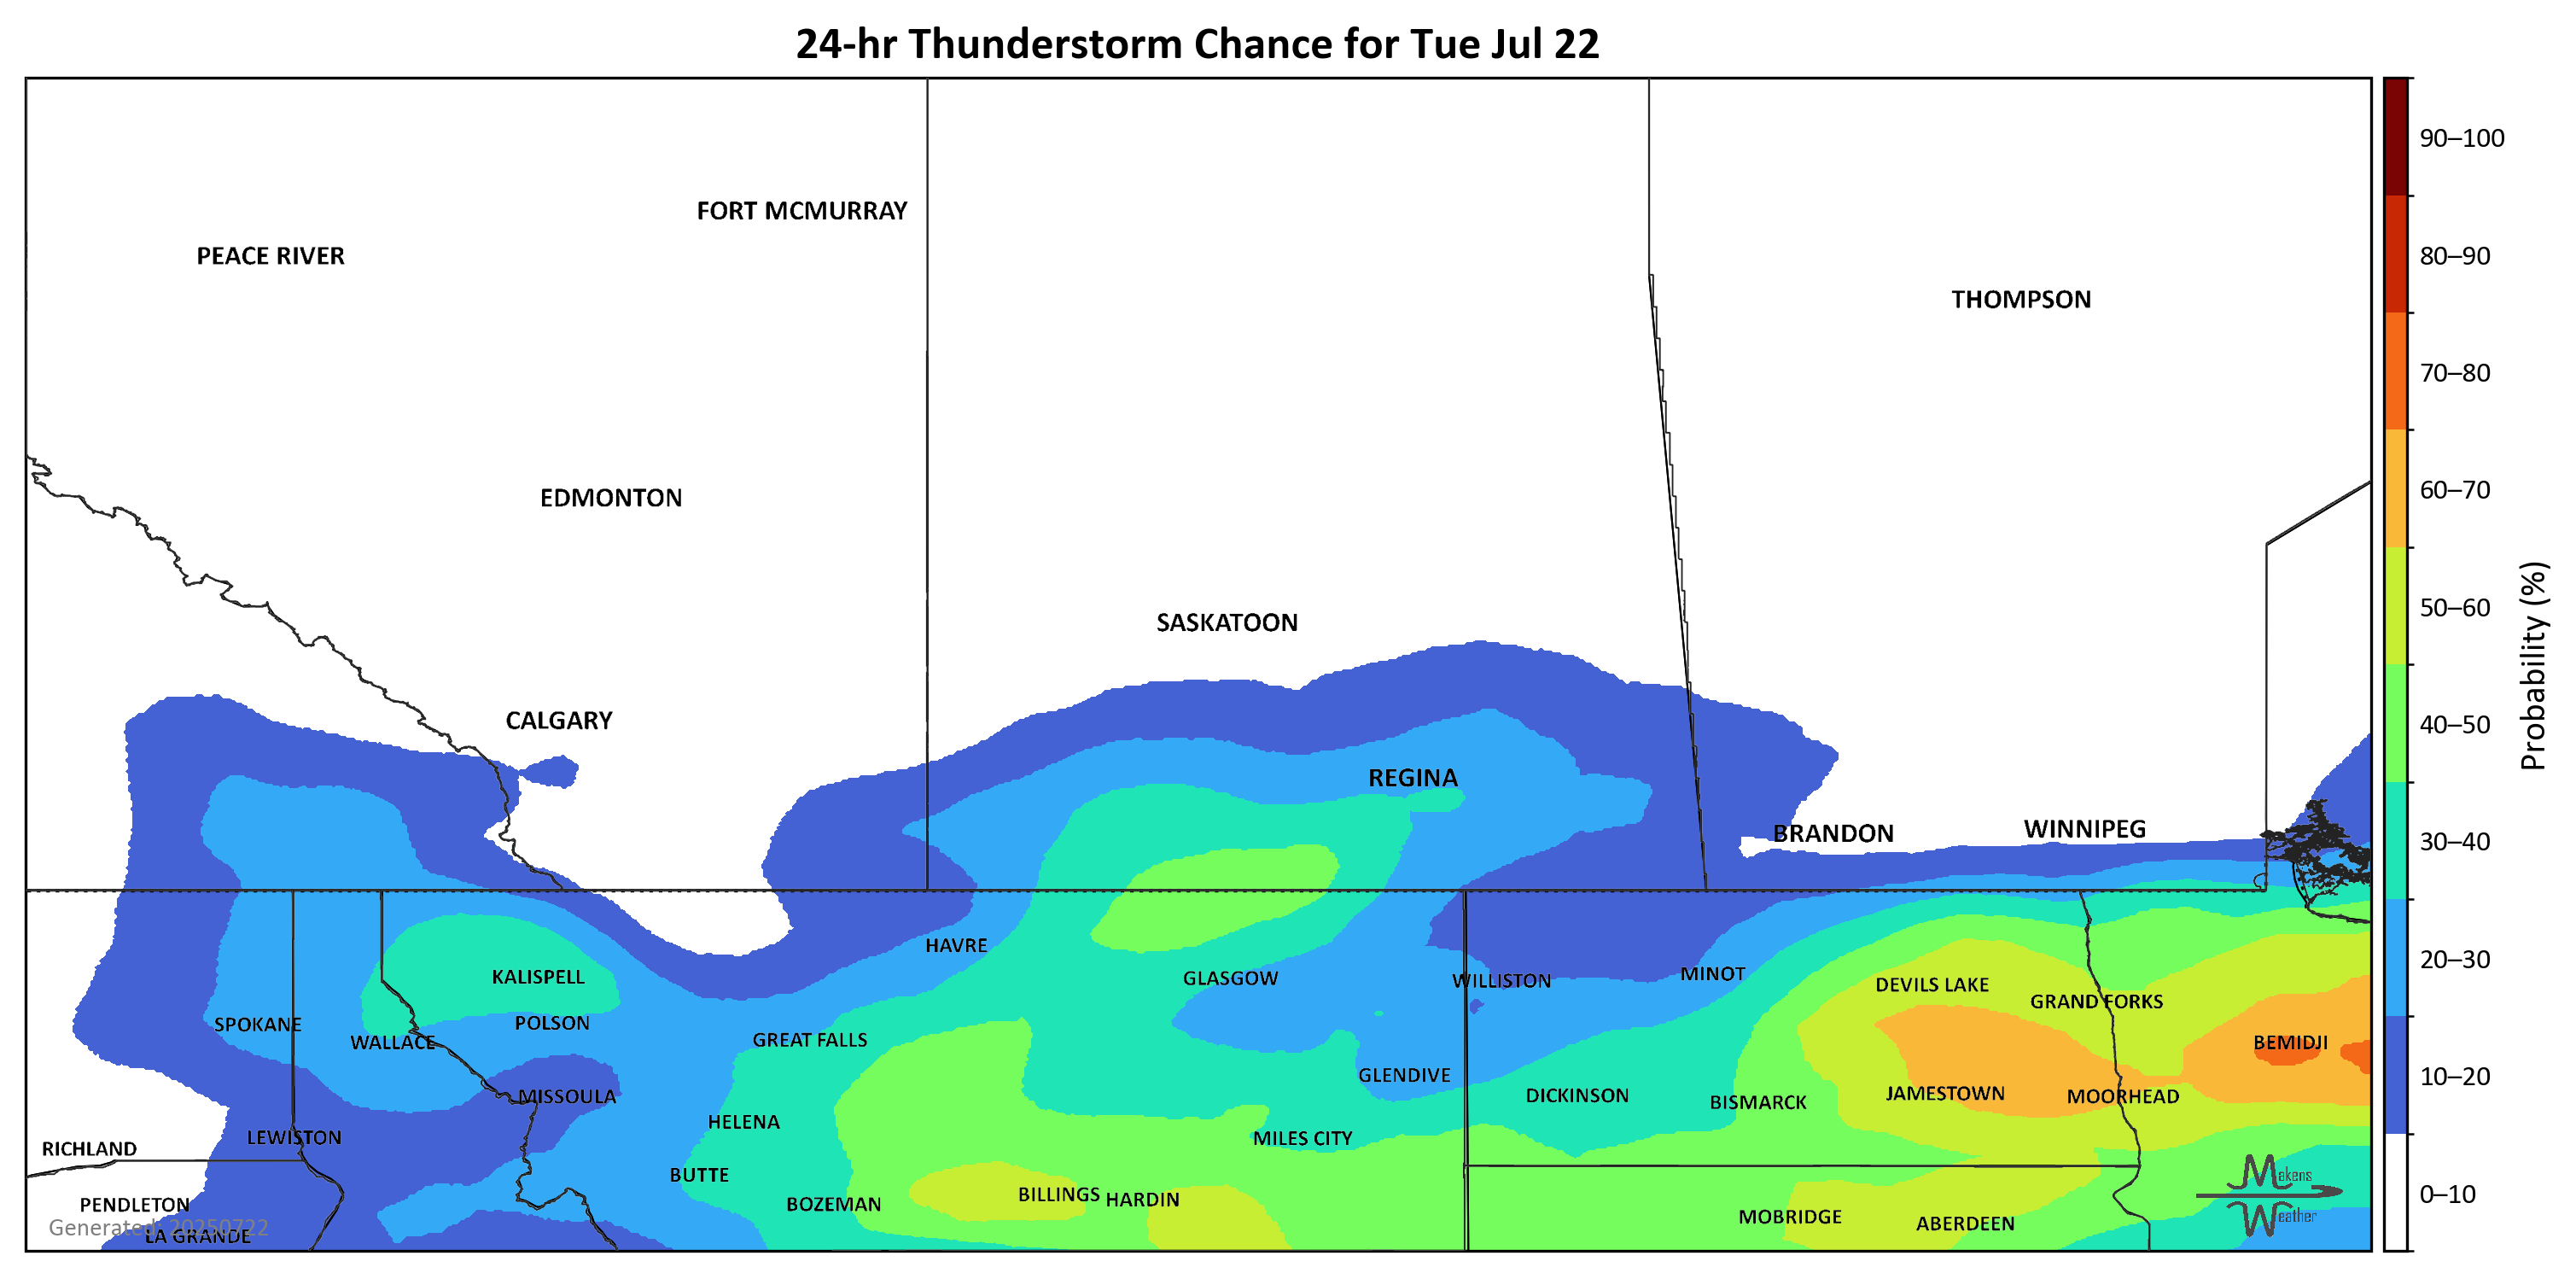 24-hr Thunderstorm Chance for Tue Jul 22
90–100
FORT MCMURRAY
PEACE RIVER
80–90
THOMPSON
70–80
60–70
EDMONTON
50–60
SASKATOON
Probability (%)
CALGARY
40–50
REGINA
BRANDON
WINNIPEG
30–40
HAVRE
20–30
KALISPELL
GLASGOW
WILLISTON
MINOT
DEVILS LAKE
GRAND FORKS
SPOKANE
POLSON
WALLACE
GREAT FALLS
BEMIDJI
10–20
GLENDIVE
MISSOULA
DICKINSON
BISMARCK
JAMESTOWN
MOORHEAD
HELENA
LEWISTON
MILES CITY
RICHLAND
BUTTE
Makens
0–10
PENDLETON
BOZEMAN
BILLINGS
HARDIN
MOBRIDGE
ABERDEEN
Weather
Generated: 20250722
LA GRANDE